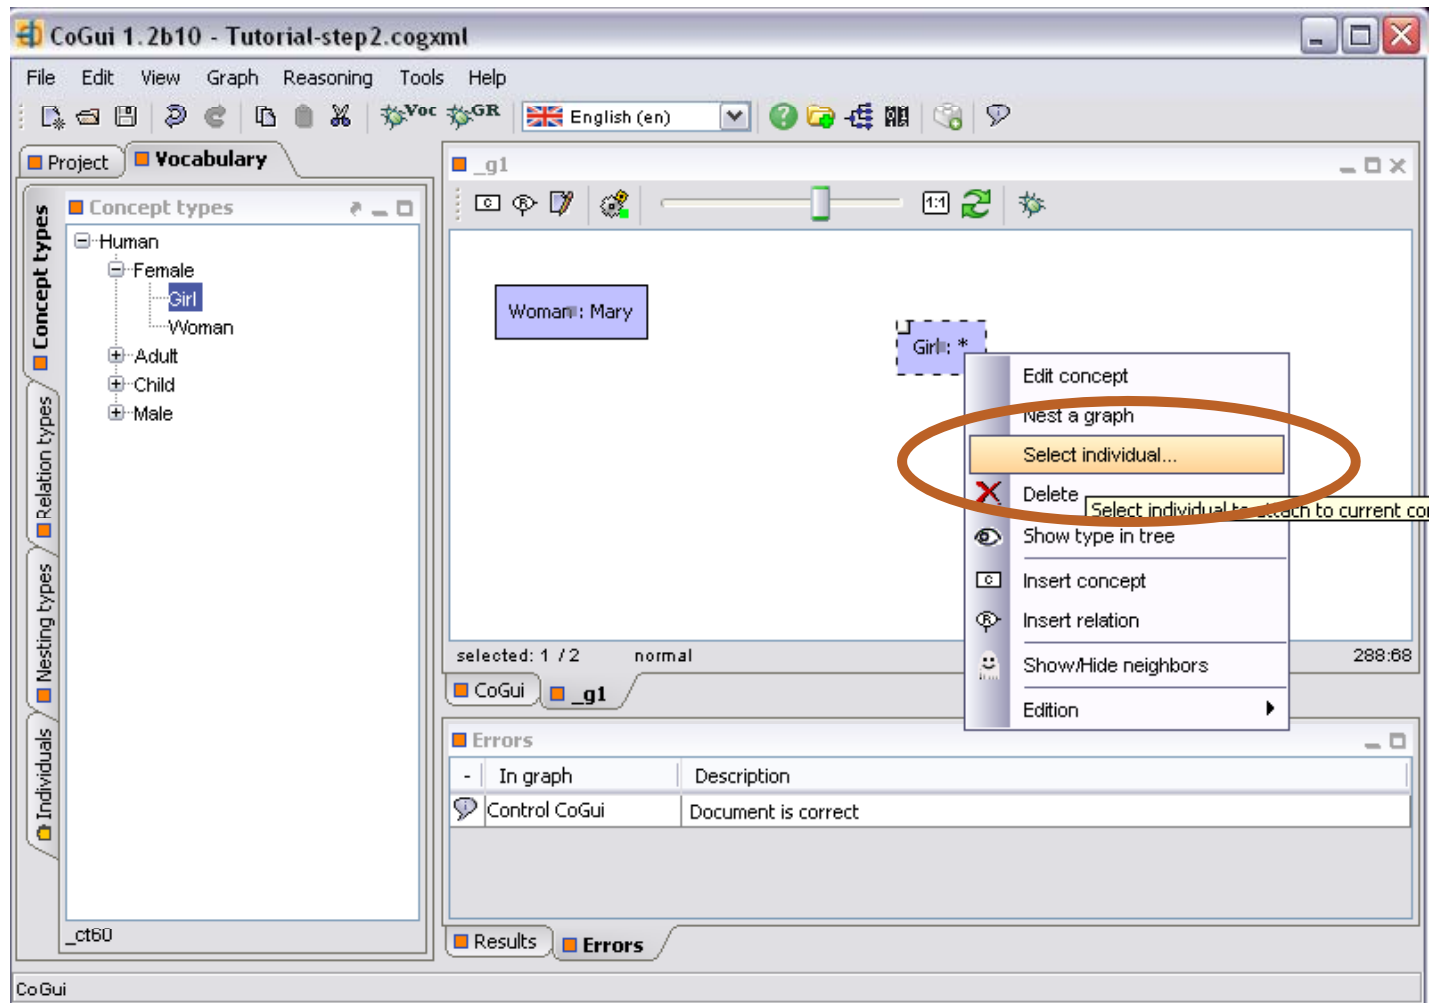 CoGui 1.2b10 - Tutorial-step2.cogxml
File Edit View Graph Reasoning Tools Help
Voc GR English (en)
Project Vocabulary
Concept types
Relation types
Nesting types
Individuals
Concept types
Human
Female
Girl
Woman
Adult
Child
Male
_ct60
_g1
C R 1:1
Woman : Mary
Girl : *
Edit concept
Nest a graph
Select individual...
Delete
Select individual to attach to current co
Show type in tree
C Insert concept
R Insert relation
Show/Hide neighbors
Edition
selected: 1 / 2 normal 288:68
CoGui _g1
Errors
- In graph Description
Control CoGui Document is correct
Results Errors
CoGui